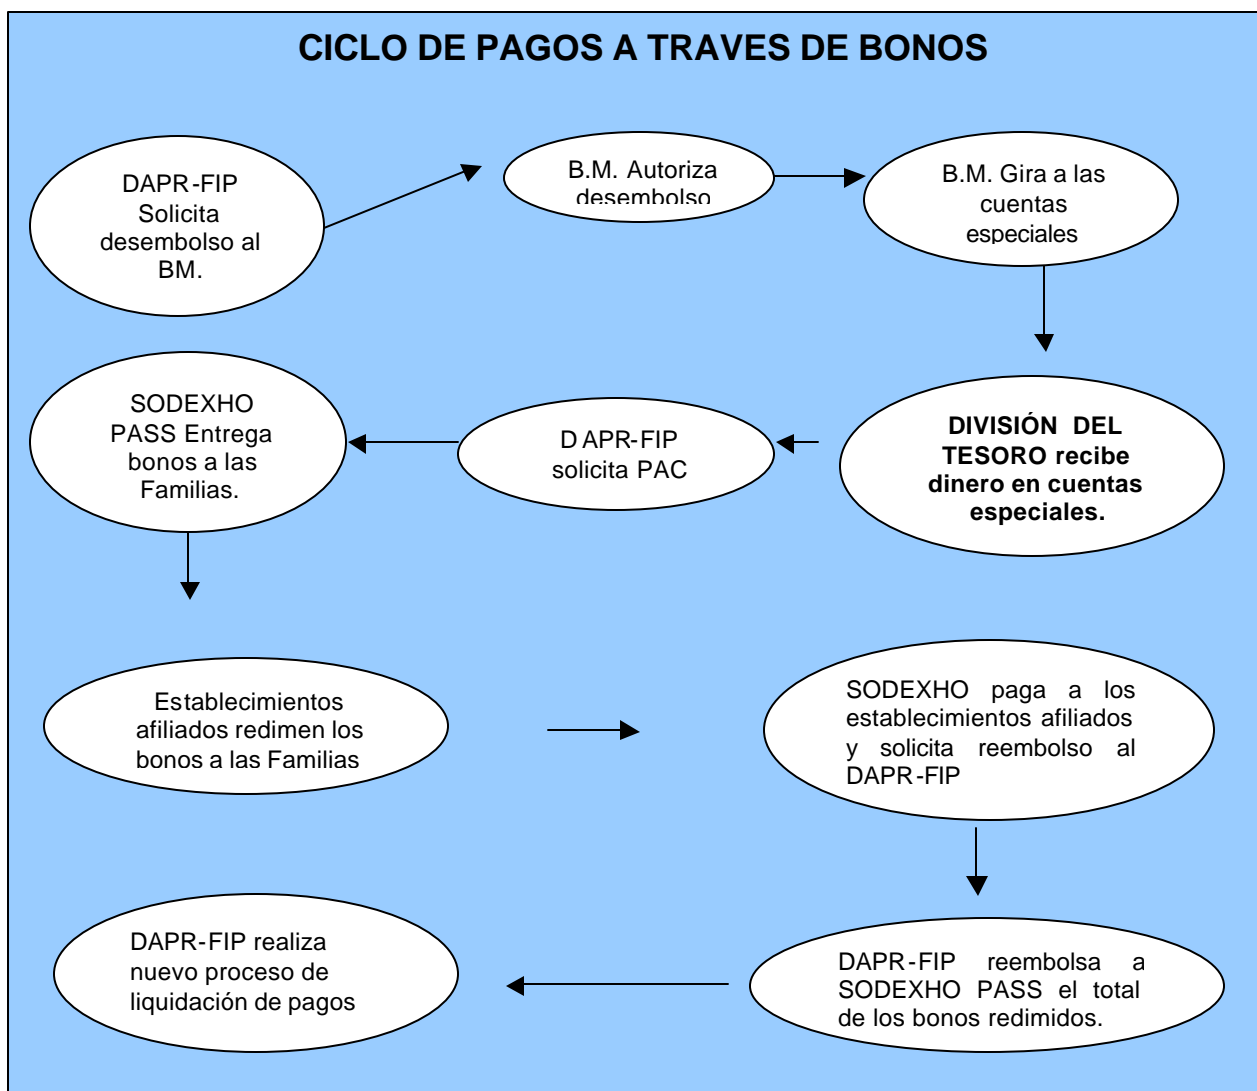 CICLO DE PAGOS A TRAVES DE BONOS
DAPR-FIP
Solicita
desembolso al
BM.
B.M. Autoriza
desembolso
B.M. Gira a las
cuentas
especiales
SODEXHO
PASS Entrega
bonos a las
Familias.
D APR-FIP
solicita PAC
DIVISIÓN DEL
TESORO recibe
dinero en cuentas
especiales.
Establecimientos
afiliados redimen los
bonos a las Familias
SODEXHO paga a los
establecimientos afiliados
y solicita reembolso al
DAPR-FIP
DAPR-FIP realiza
nuevo proceso de
liquidación de pagos
DAPR-FIP reembolsa a
SODEXHO PASS el total
de los bonos redimidos.